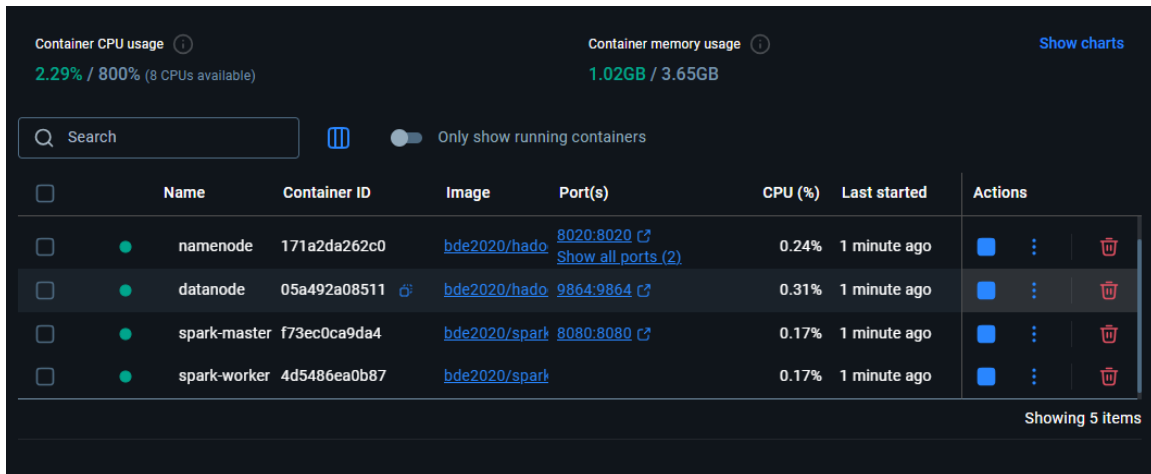 Container CPU usage
Container memory usage
Show charts
2.29% / 800% (8 CPUs available)
1.02GB / 3.65GB
Search
Only show running containers
Name Container ID Image Port(s) CPU (%) Last started Actions
namenode 171a2da262c0 bde2020/hado 8020:8020 0.24% 1 minute ago
Show all ports (2)
datanode 05a492a08511 bde2020/hado 9864:9864 0.31% 1 minute ago
spark-master f73ec0ca9da4 bde2020/spark 8080:8080 0.17% 1 minute ago
spark-worker 4d5486ea0b87 bde2020/spark 0.17% 1 minute ago
Showing 5 items